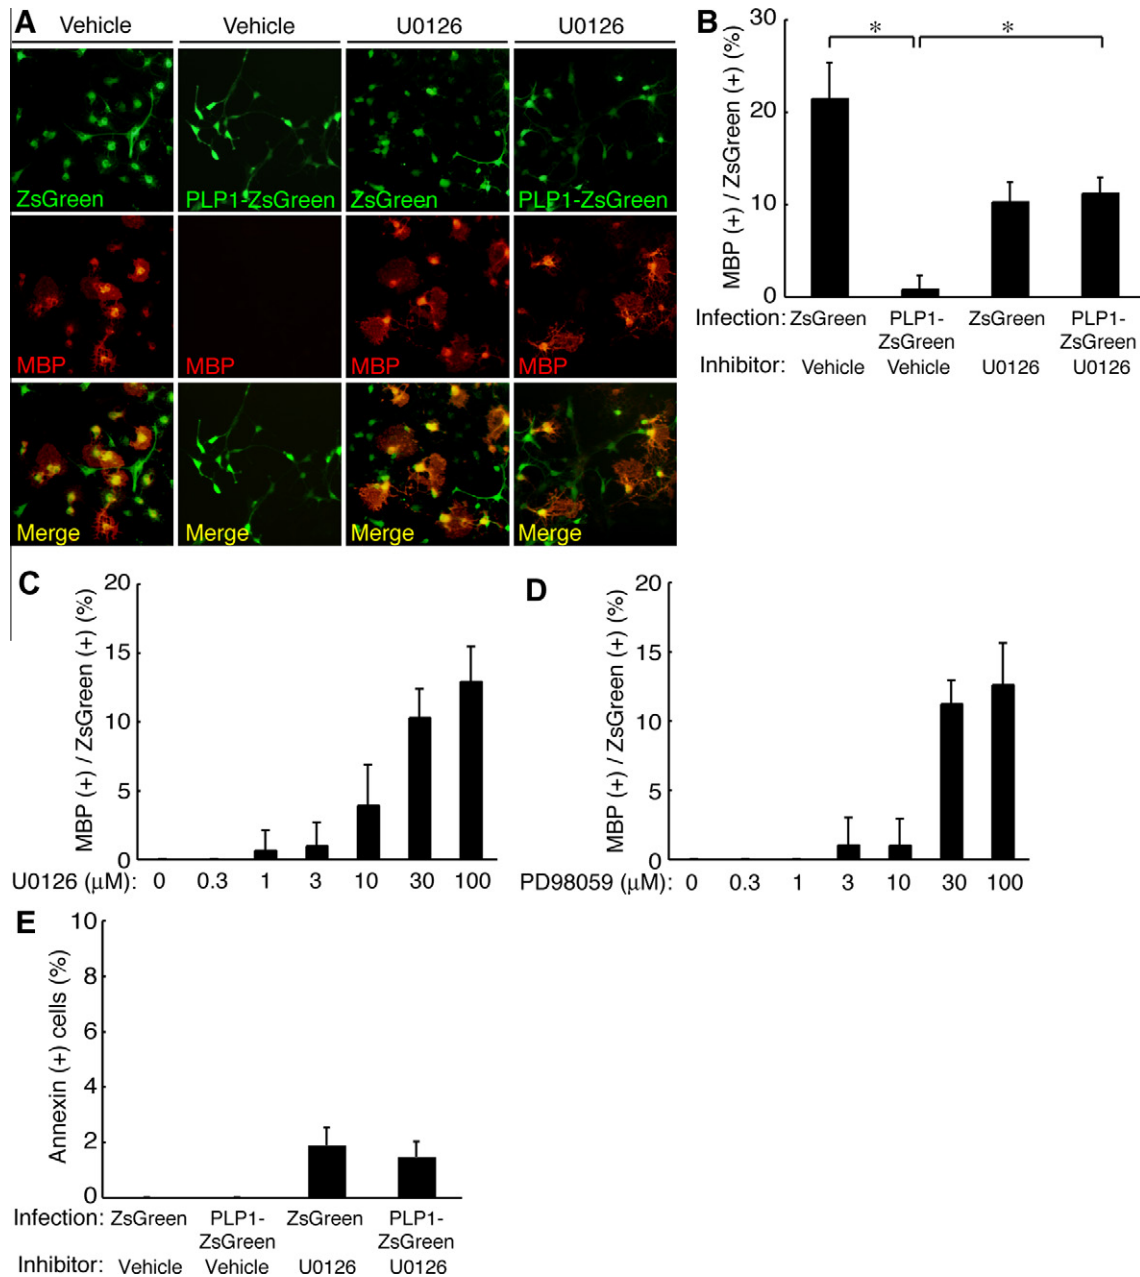 A
Vehicle Vehicle U0126 U0126
ZsGreen PLP1-ZsGreen ZsGreen PLP1-ZsGreen
MBP MBP MBP MBP
Merge Merge Merge Merge
B
MBP (+) / ZsGreen (+) (%)
30
20
10
0
* *
Infection: ZsGreen PLP1- ZsGreen PLP1-
ZsGreen ZsGreen
Inhibitor: Vehicle Vehicle U0126 U0126
C
MBP (+) / ZsGreen (+) (%)
20
15
10
5
0
U0126 (μM): 0 0.3 1 3 10 30 100
D
MBP (+) / ZsGreen (+) (%)
20
15
10
5
0
PD98059 (μM): 0 0.3 1 3 10 30 100
E
Annexin (+) cells (%)
10
8
6
4
2
0
Infection: ZsGreen PLP1- ZsGreen PLP1-
ZsGreen ZsGreen
Inhibitor: Vehicle Vehicle U0126 U0126